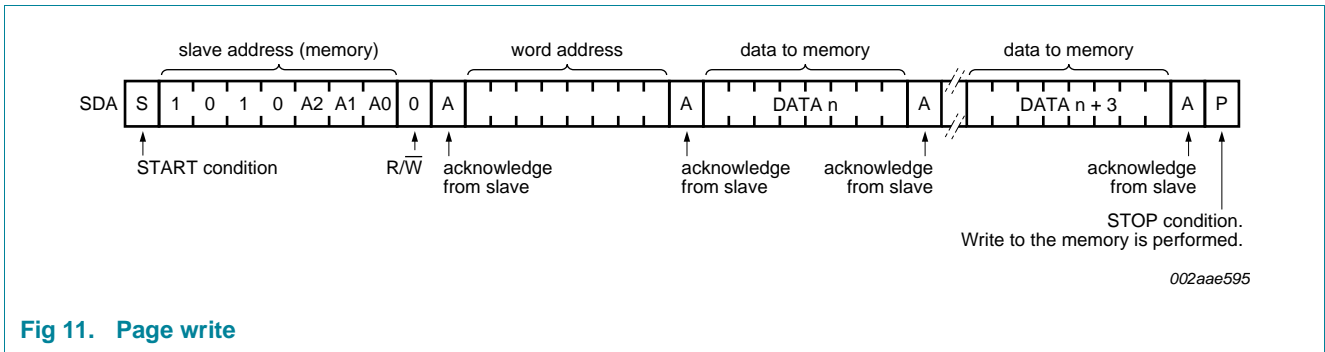 slave address (memory) word address data to memory data to memory
SDA S 1 0 1 0 A2 A1 A0 0 A A DATA n A DATA n + 3 A P
START condition R/W̅ acknowledge from slave acknowledge from slave acknowledge from slave acknowledge from slave
STOP condition.
Write to the memory is performed.
002aae595
Fig 11. Page write